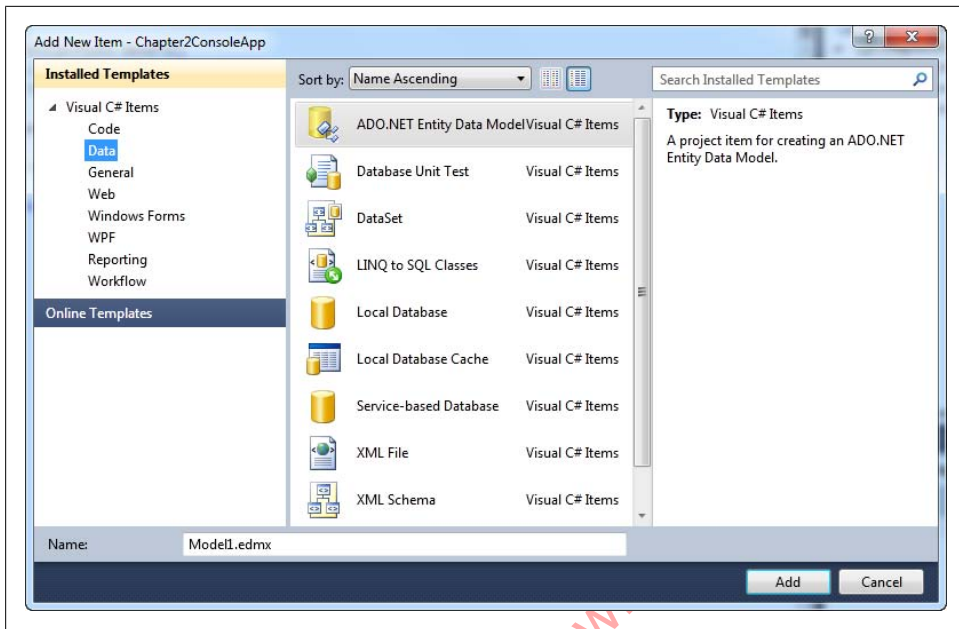 Add New Item - Chapter2ConsoleApp
Installed Templates
Visual C# Items
Code
Data
General
Web
Windows Forms
WPF
Reporting
Workflow
Online Templates
Sort by: Name Ascending
ADO.NET Entity Data Model Visual C# Items
Database Unit Test Visual C# Items
DataSet Visual C# Items
LINQ to SQL Classes Visual C# Items
Local Database Visual C# Items
Local Database Cache Visual C# Items
Service-based Database Visual C# Items
XML File Visual C# Items
XML Schema Visual C# Items
Search Installed Templates
Type: Visual C# Items
A project item for creating an ADO.NET
Entity Data Model.
Name: Model1.edmx
Add Cancel